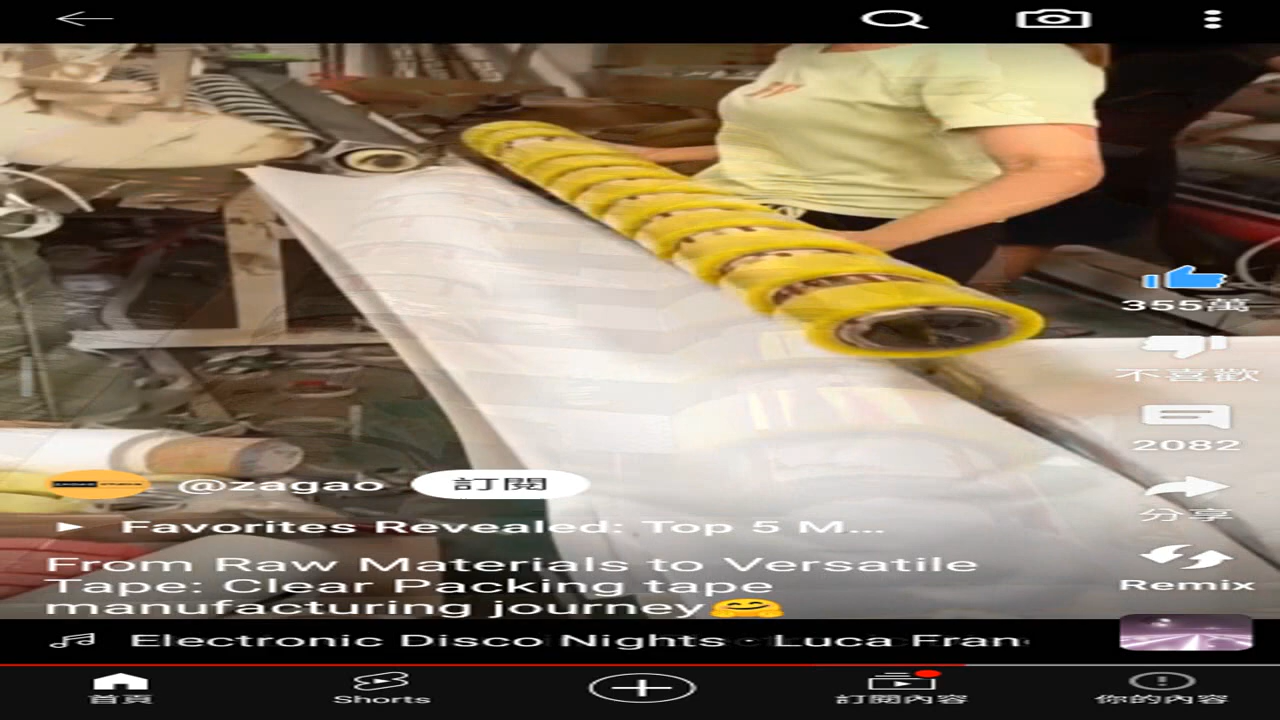 355萬
不喜歡
2082
分享
Remix
@zagao
訂閱
Favorites Revealed: Top 5 M...
From Raw Materials to Versatile
Tape: Clear Packing tape
manufacturing journey🤗
Electronic Disco Nights · Luca Fran
首頁
Shorts
訂閱內容
你的內容